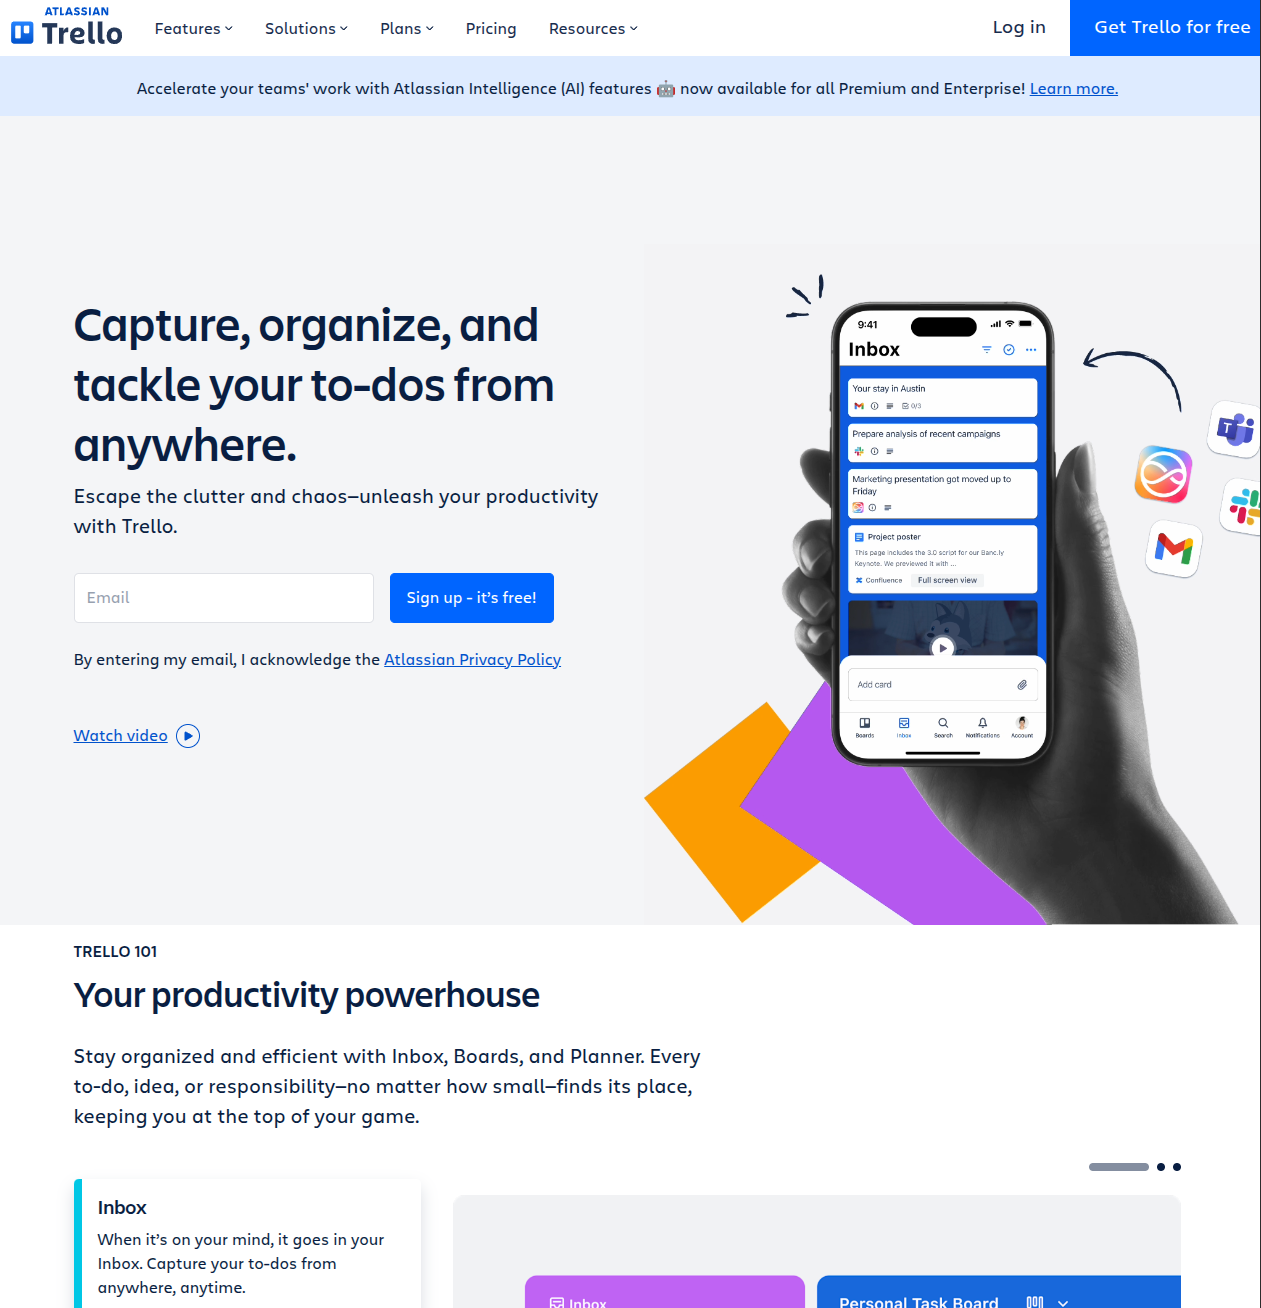 ATLASSIAN
Trello
Features
Solutions
Plans
Pricing
Resources
Log in
Get Trello for free
Accelerate your teams' work with Atlassian Intelligence (AI) features 🤖 now available for all Premium and Enterprise! Learn more.
Capture, organize, and
tackle your to-dos from
anywhere.
Escape the clutter and chaos—unleash your productivity
with Trello.
Email
Sign up - it's free!
By entering my email, I acknowledge the Atlassian Privacy Policy
Watch video
9:41
Inbox
Your stay in Austin
0/3
Prepare analysis of recent campaigns
Marketing presentation got moved up to
Friday
Project poster
This page includes the 3.0 script for our Banc.ly
Keynote. We previewed it with ...
Confluence
Full screen view
Add card
Boards
Inbox
Search
Notifications
Account
T
TRELLO 101
Your productivity powerhouse
Stay organized and efficient with Inbox, Boards, and Planner. Every
to-do, idea, or responsibility—no matter how small—finds its place,
keeping you at the top of your game.
Inbox
When it's on your mind, it goes in your
Inbox. Capture your to-dos from
anywhere, anytime.
Inbox
Personal Task Board